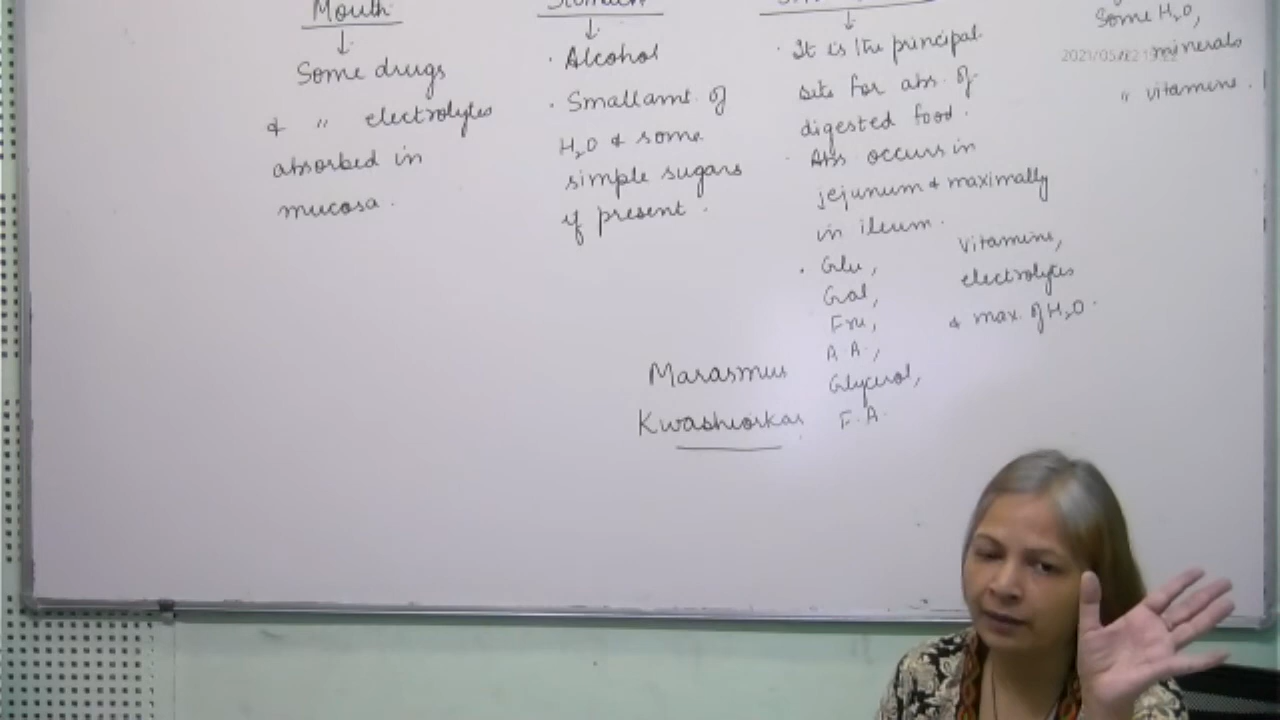 Mouth
Some drugs
& " electrolytes
absorbed in
mucosa.
Stomach
· Alcohol
· Small amt. of
H2O & some
simple sugars
if present.
· It is the principal
site for abs. of
digested food.
· Abs occurs in
jejunum & maximally
in ileum.
· Glu,
Gal,
Fru,
A.A.,
Glycerol,
F.A.
Vitamins,
electrolytes
& max. of H2O.
Some H2O,
minerals
" vitamins.
Marasmus
Kwashiorkar